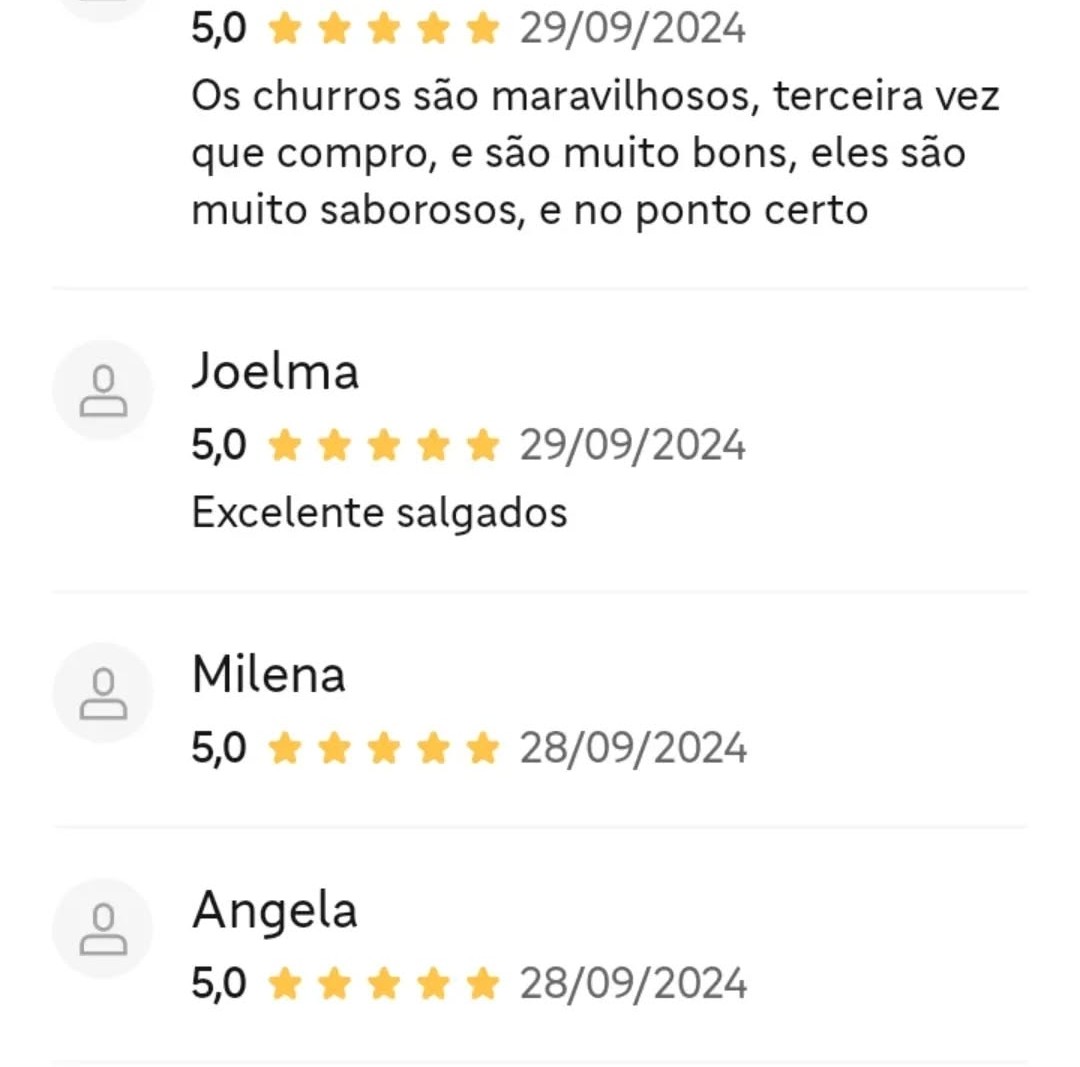 5,0 ★ ★ ★ ★ ★ 29/09/2024
Os churros são maravilhosos, terceira vez
que compro, e são muito bons, eles são
muito saborosos, e no ponto certo
Joelma
5,0 ★ ★ ★ ★ ★ 29/09/2024
Excelente salgados
Milena
5,0 ★ ★ ★ ★ ★ 28/09/2024
Angela
5,0 ★ ★ ★ ★ ★ 28/09/2024